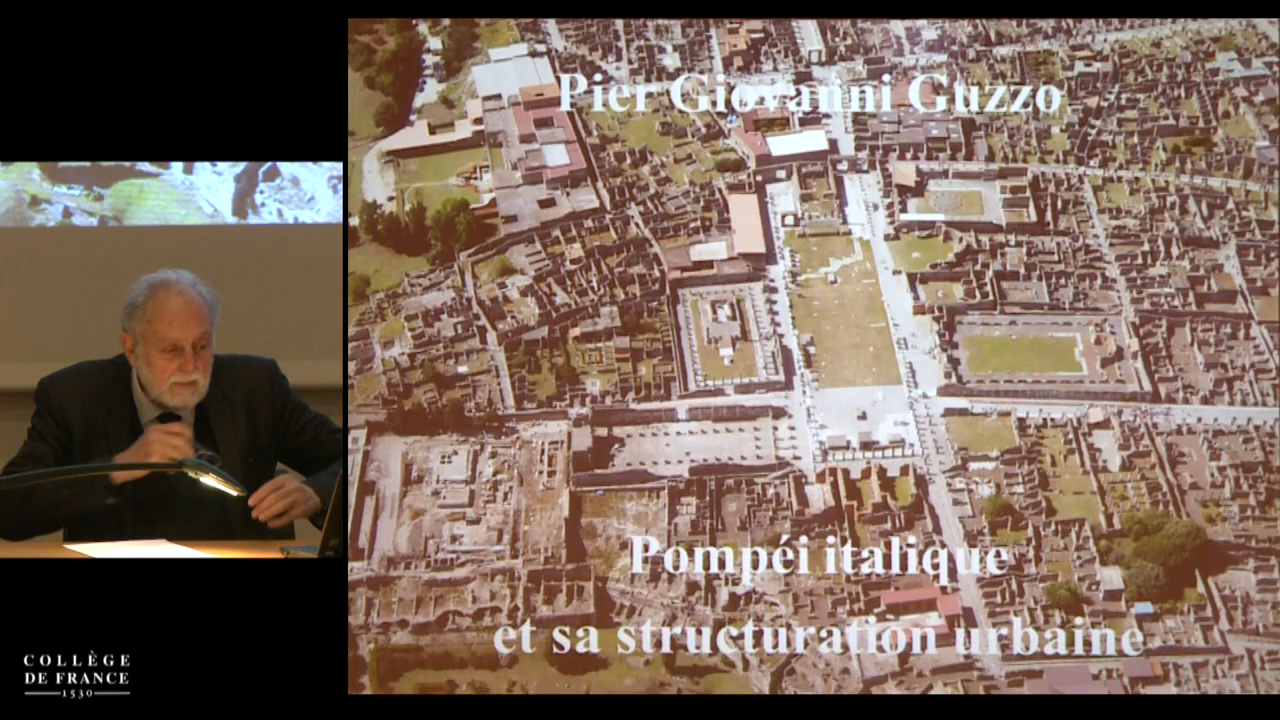 Pier Giovanni Guzzo
Pompéi italique
et sa structuration urbaine
COLLÈGE
DE FRANCE
1530